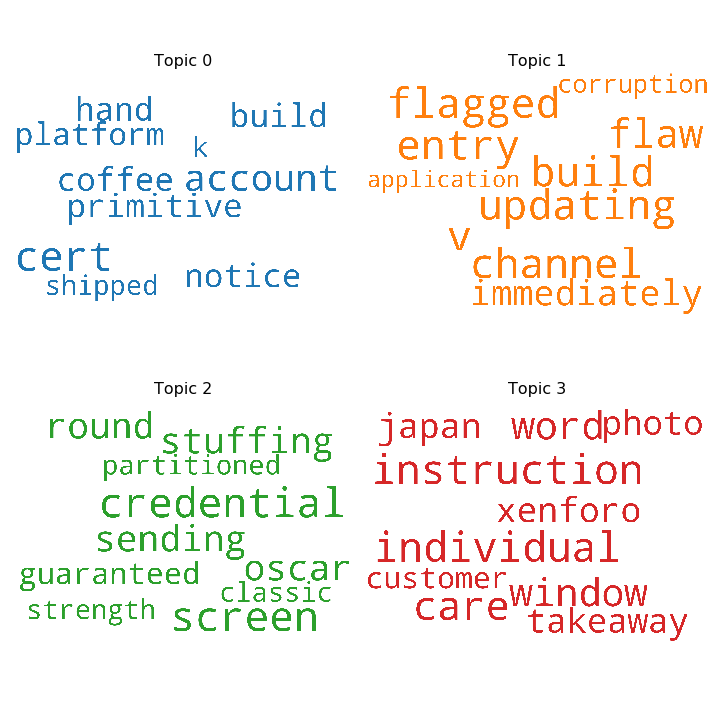 Topic 0
hand
build
platform
k
coffee
account
primitive
cert
shipped
notice
Topic 1
corruption
flagged
flaw
entry
application
build
updating
v
channel
immediately
Topic 2
round
stuffing
partitioned
credential
sending
oscar
guaranteed
classic
strength
screen
Topic 3
japan
word
photo
instruction
xenforo
individual
customer
window
care
takeaway